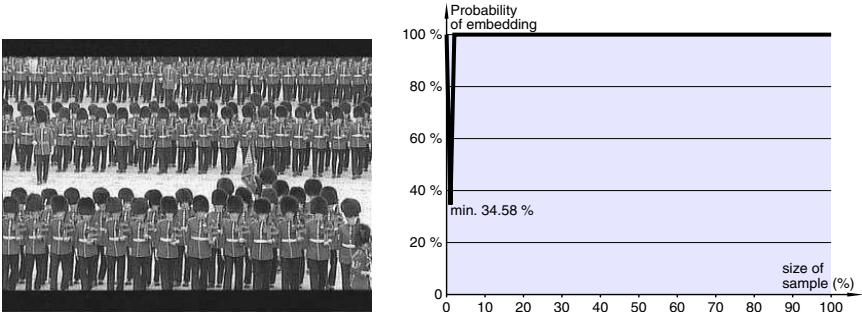 Probability
of embedding
100 %
80 %
60 %
40 %
min. 34.58 %
20 %
size of
sample (%)
0
0 10 20 30 40 50 60 70 80 90 100